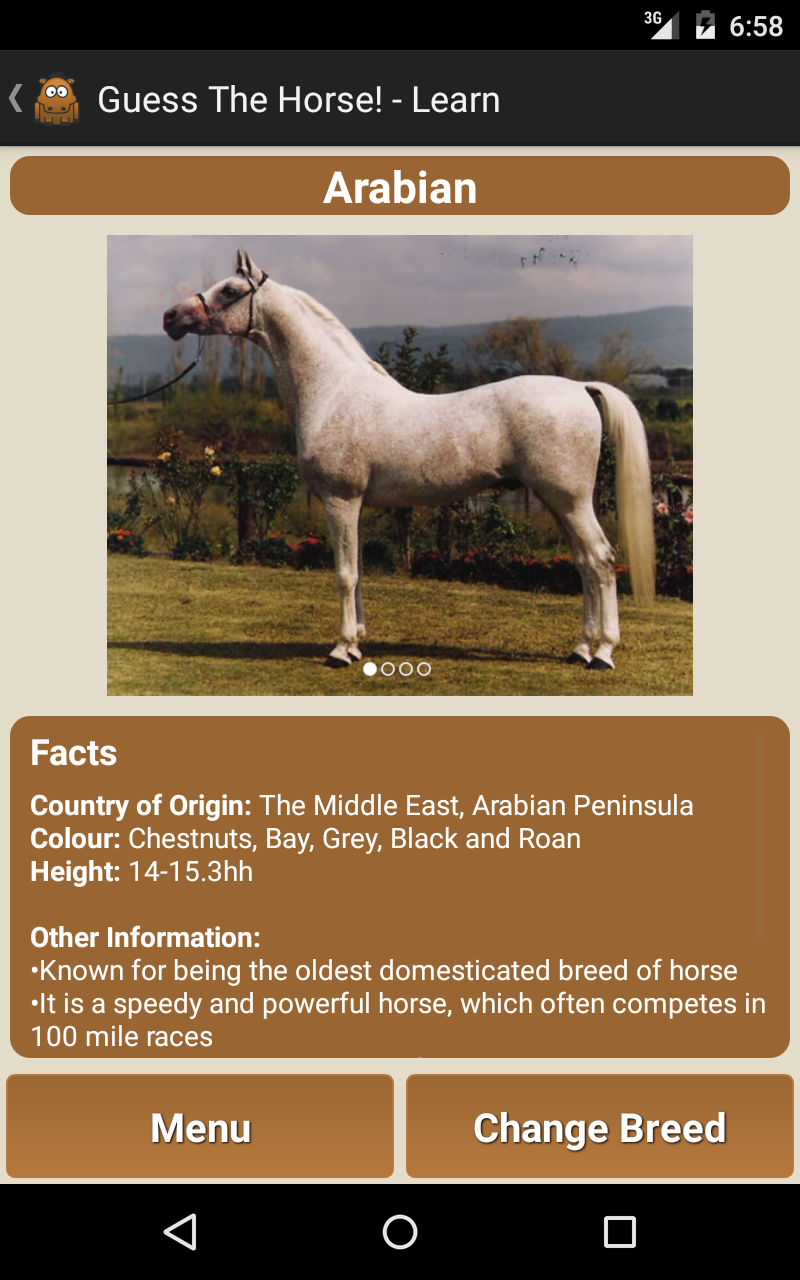 3G 6:58
Guess The Horse! - Learn
Arabian
Facts
Country of Origin: The Middle East, Arabian Peninsula
Colour: Chestnuts, Bay, Grey, Black and Roan
Height: 14-15.3hh
Other Information:
•Known for being the oldest domesticated breed of horse
•It is a speedy and powerful horse, which often competes in
100 mile races
Menu
Change Breed